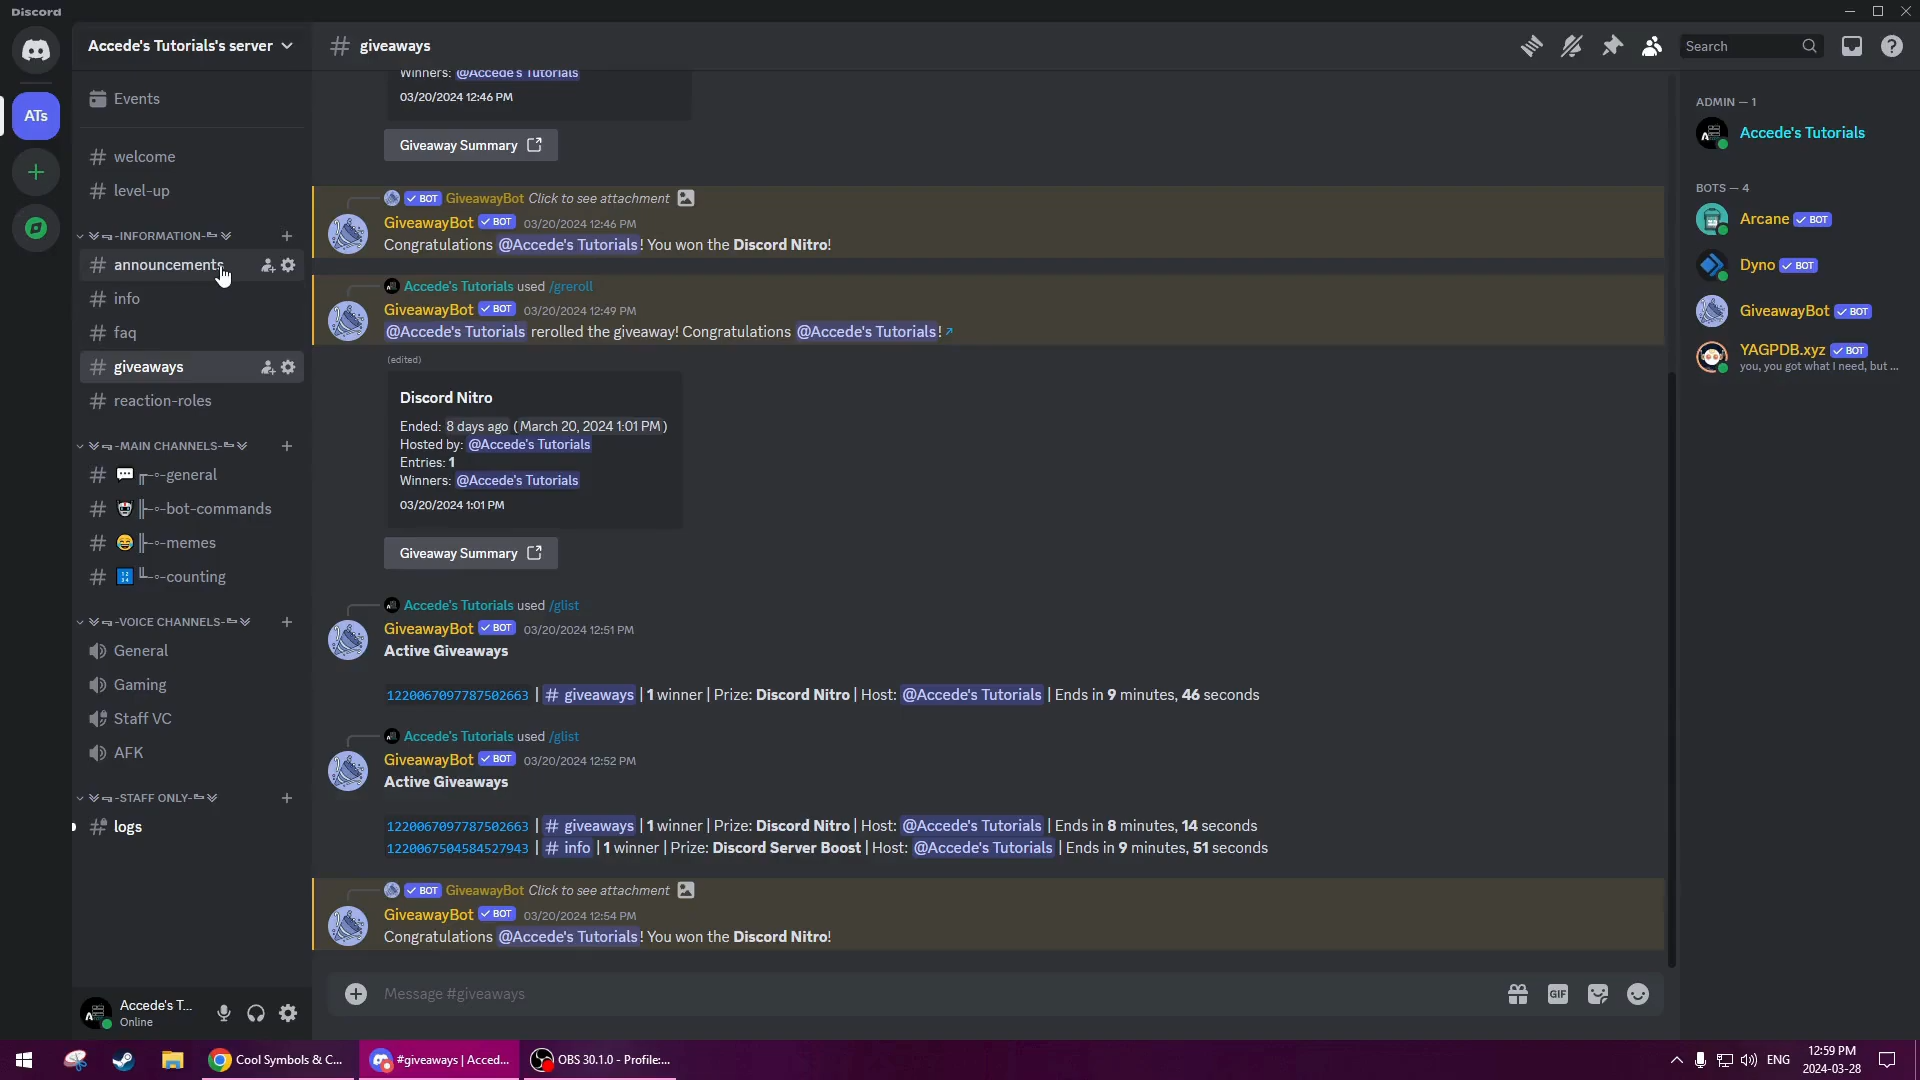 Discord
Accede's Tutorials's server
# giveaways
Search
Events
ATs
# welcome
# level-up
-INFORMATION-
# announcements
# info
# faq
# giveaways
# reaction-roles
-MAIN CHANNELS-
# 💬╭-◦-general
# ├-◦-bot-commands
# 😂├-◦-memes
# 🔢╰-◦-counting
-VOICE CHANNELS-
General
Gaming
Staff VC
AFK
-STAFF ONLY-
# logs
Accede's T...
Online
Winners: @Accede's Tutorials
03/20/2024 12:46 PM
Giveaway Summary
✓ BOT GiveawayBot Click to see attachment
GiveawayBot ✓ BOT 03/20/2024 12:46 PM
Congratulations @Accede's Tutorials! You won the Discord Nitro!
Accede's Tutorials used /greroll
GiveawayBot ✓ BOT 03/20/2024 12:49 PM
@Accede's Tutorials rerolled the giveaway! Congratulations @Accede's Tutorials!↗
(edited)
Discord Nitro
Ended: 8 days ago (March 20, 2024 1:01 PM)
Hosted by: @Accede's Tutorials
Entries: 1
Winners: @Accede's Tutorials
03/20/2024 1:01 PM
Giveaway Summary
Accede's Tutorials used /glist
GiveawayBot ✓ BOT 03/20/2024 12:51 PM
Active Giveaways
1220067097787502663 | # giveaways | 1 winner | Prize: Discord Nitro | Host: @Accede's Tutorials | Ends in 9 minutes, 46 seconds
Accede's Tutorials used /glist
GiveawayBot ✓ BOT 03/20/2024 12:52 PM
Active Giveaways
1220067097787502663 | # giveaways | 1 winner | Prize: Discord Nitro | Host: @Accede's Tutorials | Ends in 8 minutes, 14 seconds
1220067504584527943 | # info | 1 winner | Prize: Discord Server Boost | Host: @Accede's Tutorials | Ends in 9 minutes, 51 seconds
✓ BOT GiveawayBot Click to see attachment
GiveawayBot ✓ BOT 03/20/2024 12:54 PM
Congratulations @Accede's Tutorials! You won the Discord Nitro!
Message #giveaways
GIF
ADMIN — 1
Accede's Tutorials
BOTS — 4
Arcane ✓ BOT
Dyno ✓ BOT
GiveawayBot ✓ BOT
YAGPDB.xyz ✓ BOT
you, you got what I need, but ...
Cool Symbols & C...
#giveaways | Acced...
OBS 30.1.0 - Profile:...
ENG
12:59 PM
2024-03-28